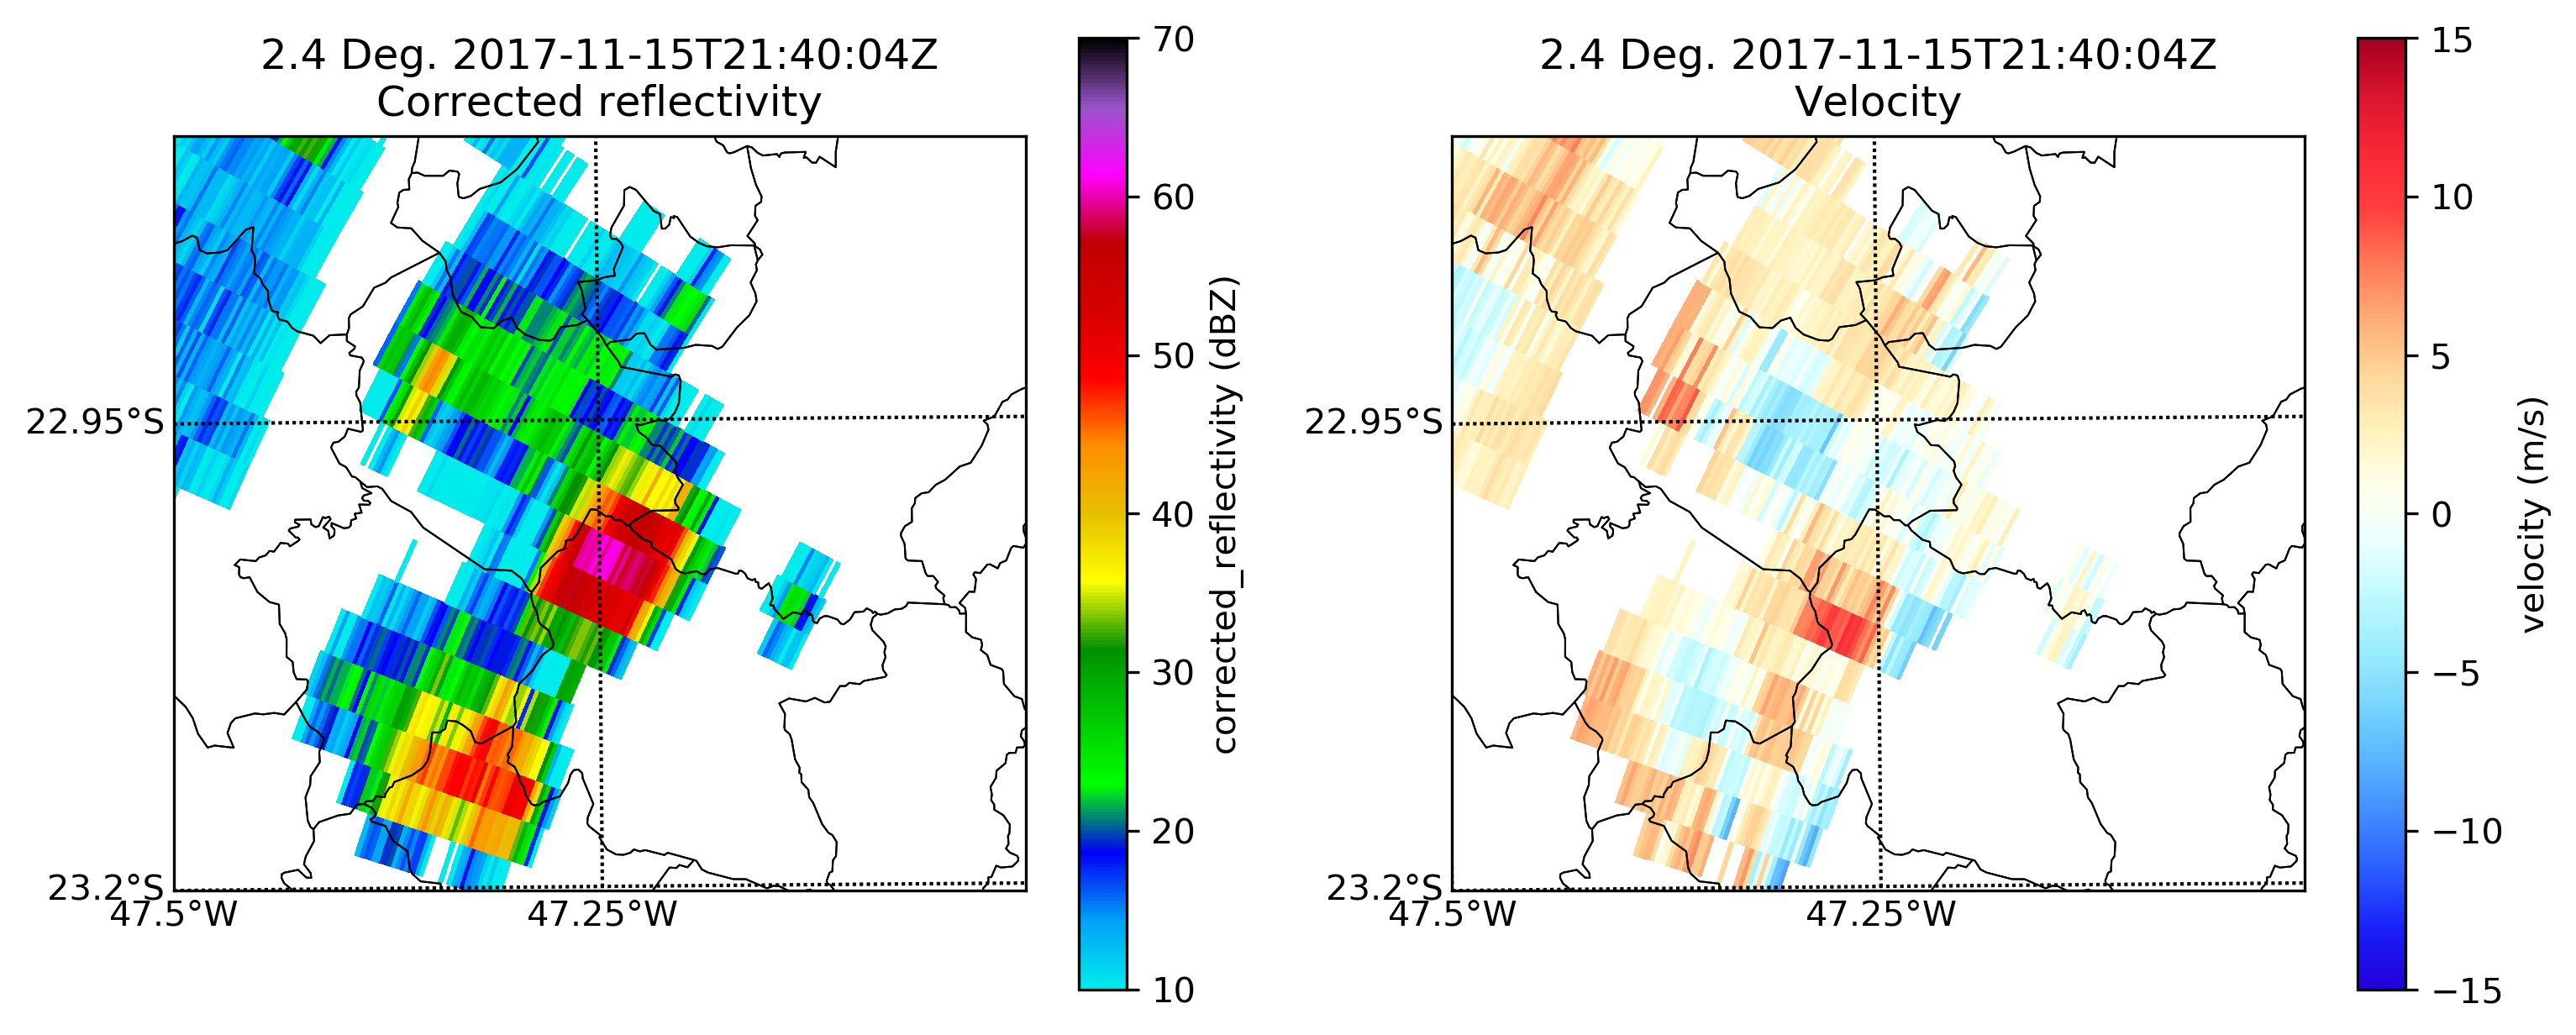 2.4 Deg. 2017-11-15T21:40:04Z
Corrected reflectivity
22.95°S
23.2°S
47.5°W
47.25°W
70
60
50
40
30
20
10
corrected_reflectivity (dBZ)
2.4 Deg. 2017-11-15T21:40:04Z
Velocity
22.95°S
23.2°S
47.5°W
47.25°W
15
10
5
0
−5
−10
−15
velocity (m/s)